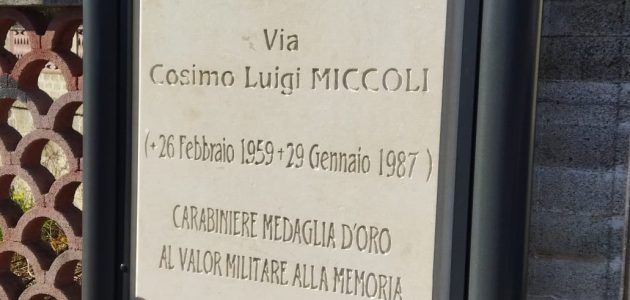 Via
Cosimo Luigi MICCOLI
(+26 Febbraio 1959 +29 Gennaio 1987)
CARABINIERE MEDAGLIA D'ORO
AL VALOR MILITARE ALLA MEMORIA